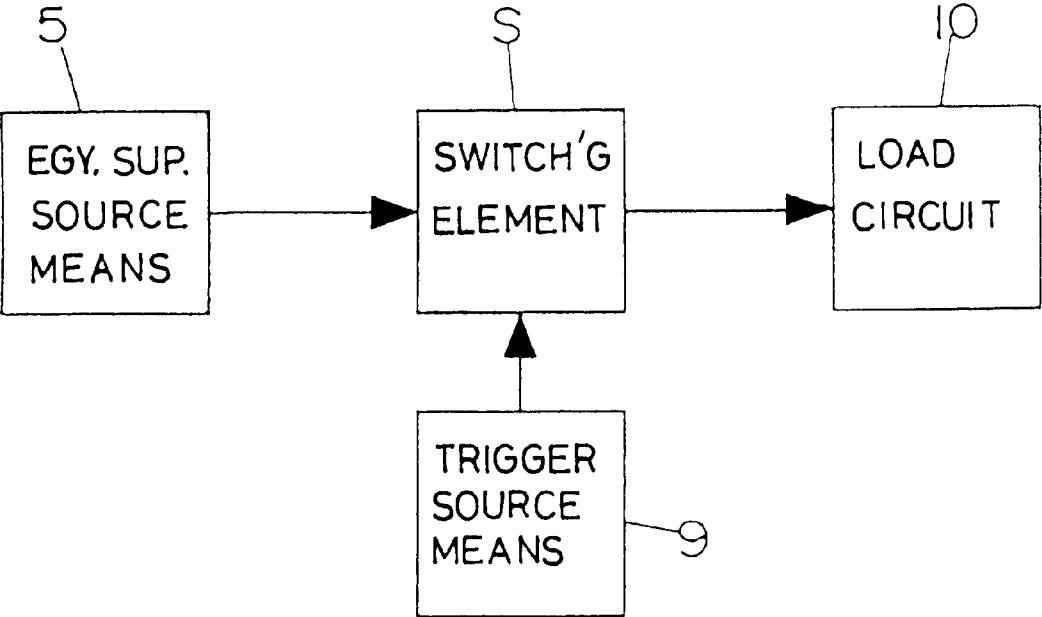 5
S
10
EGY. SUP.
SOURCE
MEANS
SWITCH'G
ELEMENT
LOAD
CIRCUIT
TRIGGER
SOURCE
MEANS
9